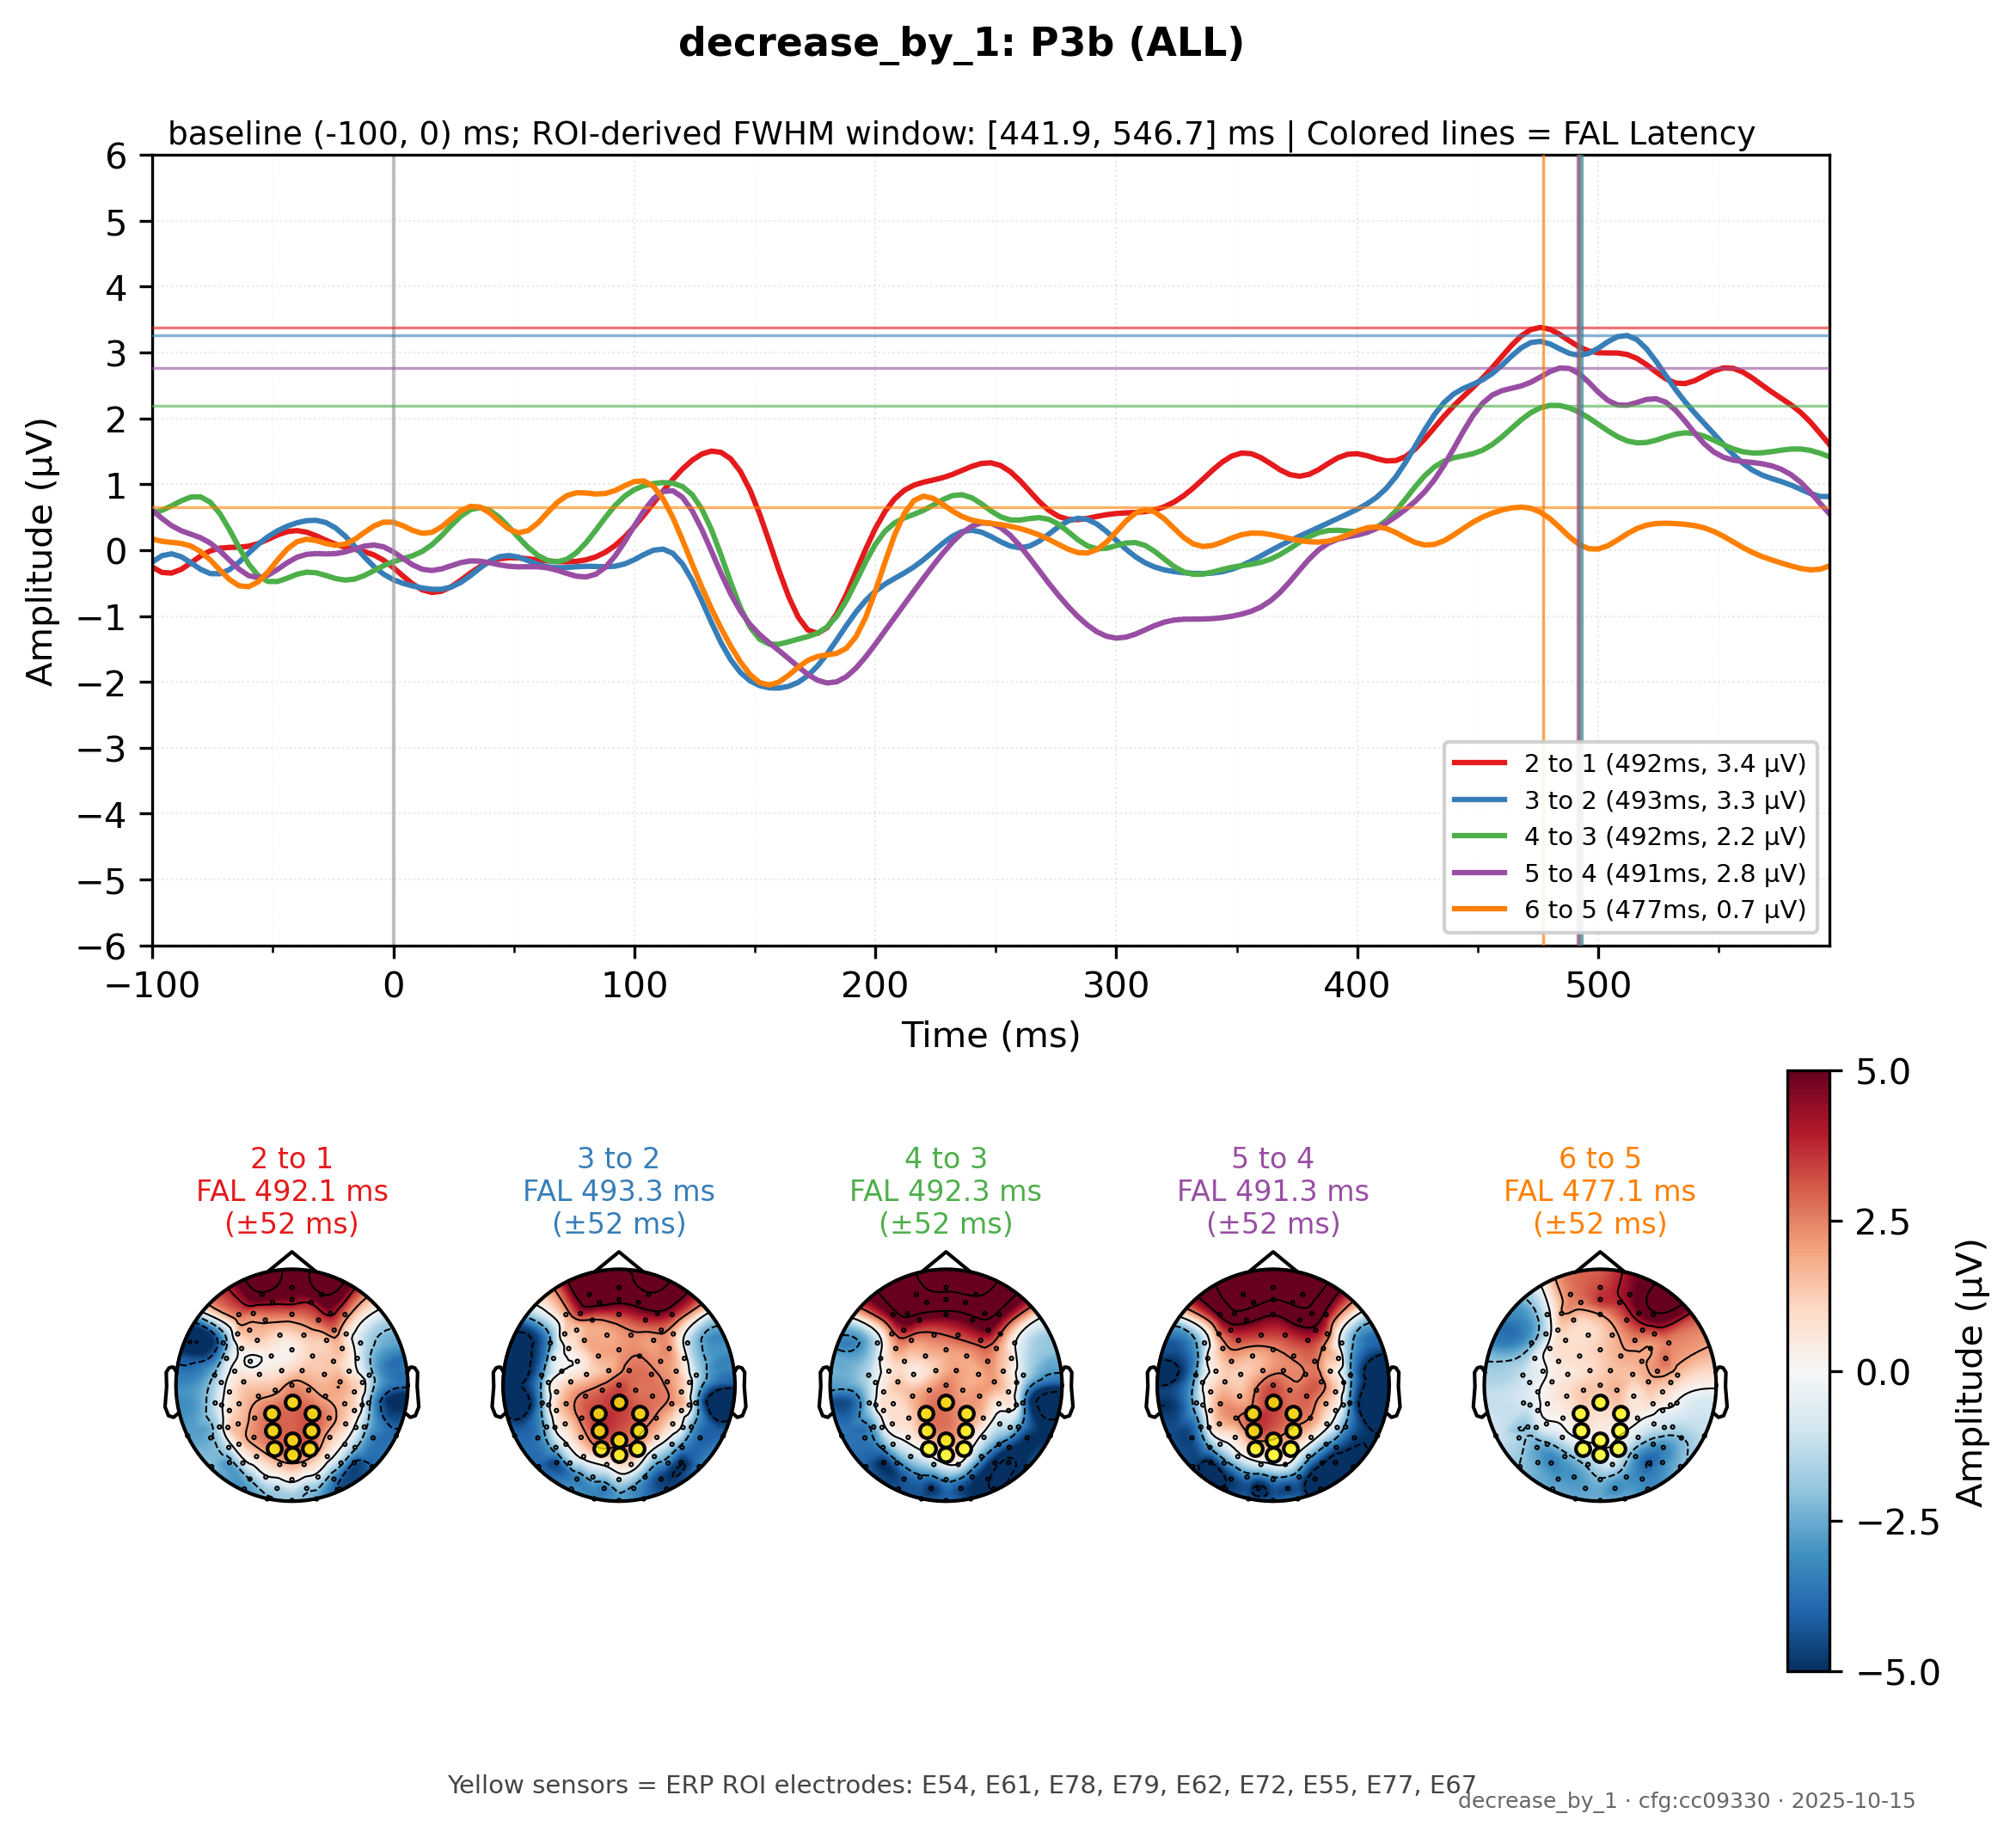 decrease_by_1: P3b (ALL)
baseline (-100, 0) ms; ROI-derived FWHM window: [441.9, 546.7] ms | Colored lines = FAL Latency
6
5
4
3
2
1
0
−1
−2
−3
−4
−5
−6
Amplitude (µV)
2 to 1 (492ms, 3.4 µV)
3 to 2 (493ms, 3.3 µV)
4 to 3 (492ms, 2.2 µV)
5 to 4 (491ms, 2.8 µV)
6 to 5 (477ms, 0.7 µV)
−100 0 100 200 300 400 500
Time (ms)
2 to 1
FAL 492.1 ms
(±52 ms)
3 to 2
FAL 493.3 ms
(±52 ms)
4 to 3
FAL 492.3 ms
(±52 ms)
5 to 4
FAL 491.3 ms
(±52 ms)
6 to 5
FAL 477.1 ms
(±52 ms)
5.0
2.5
0.0
−2.5
−5.0
Amplitude (µV)
Yellow sensors = ERP ROI electrodes: E54, E61, E78, E79, E62, E72, E55, E77, E67
decrease_by_1 · cfg:cc09330 · 2025-10-15